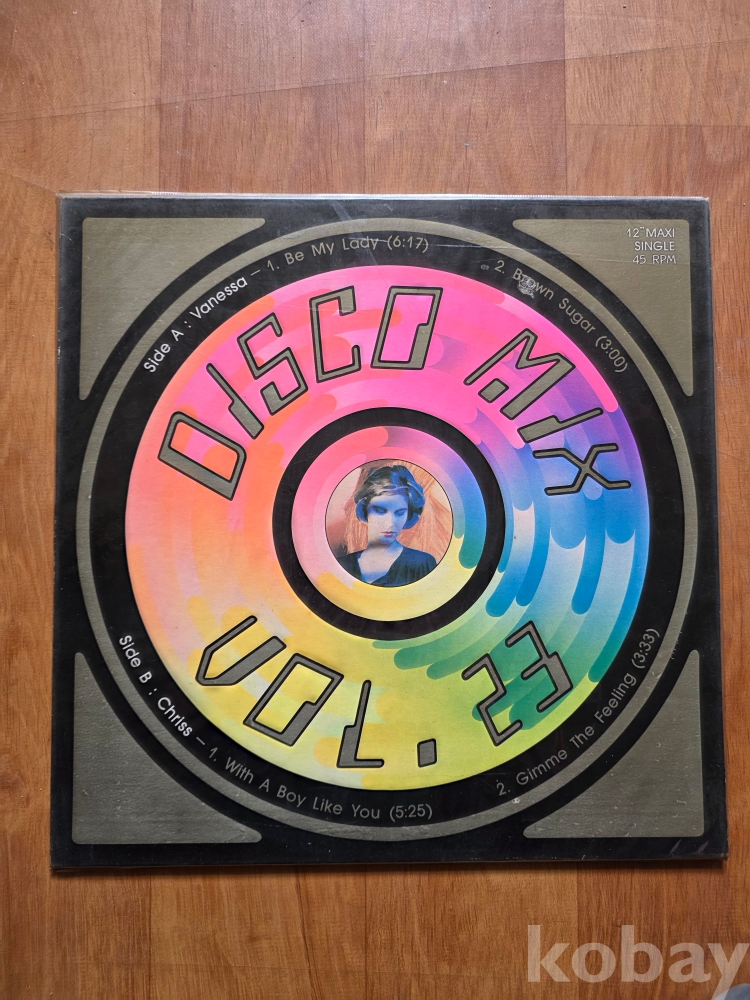 12" MAXI
SINGLE
45 RPM
Side A : Vanessa – 1. Be My Lady (6:17)
2. Brown Sugar (3:00)
DISCO MIX
VOL. 23
Side B : Chriss – 1. With A Boy Like You (5:25)
2. Gimme The Feeling (3:33)
kobay